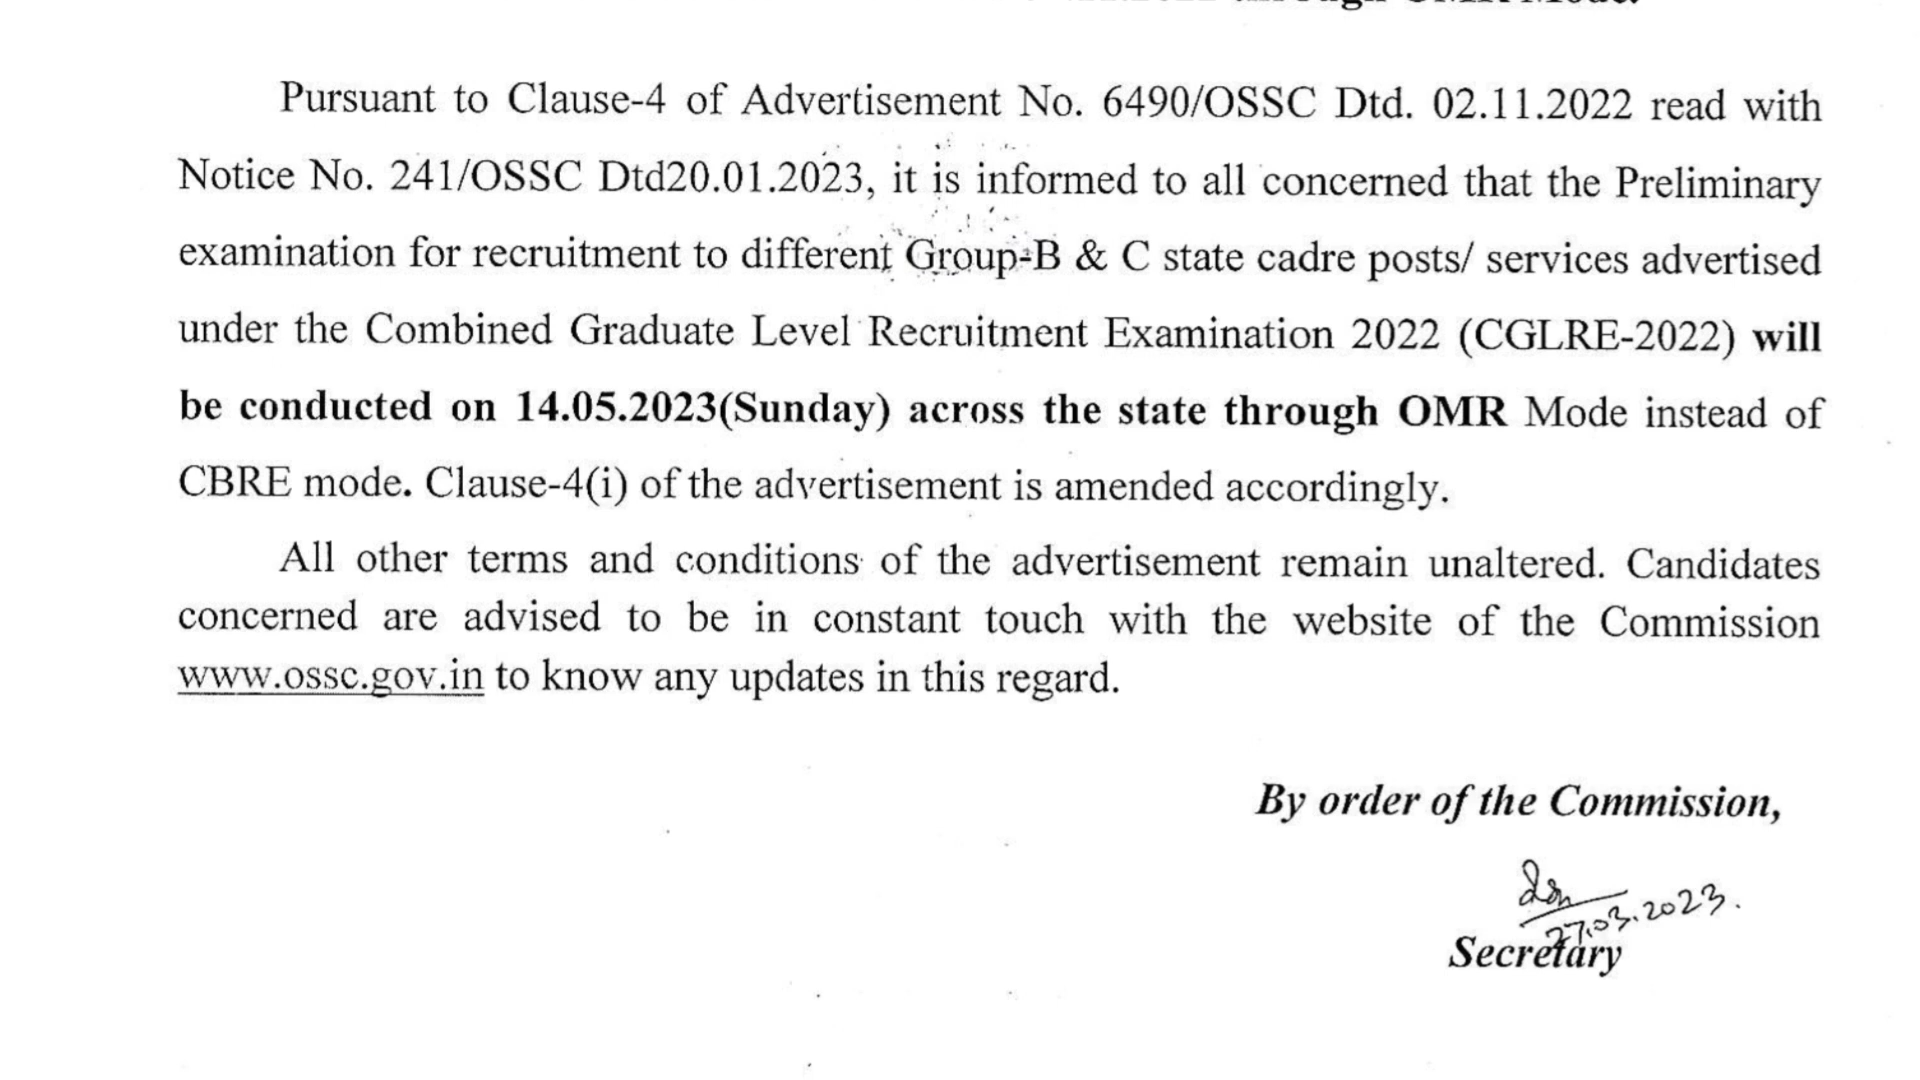 through OMR Mode.
Pursuant to Clause-4 of Advertisement No. 6490/OSSC Dtd. 02.11.2022 read with
Notice No. 241/OSSC Dtd20.01.2023, it is informed to all concerned that the Preliminary
examination for recruitment to different Group-B & C state cadre posts/ services advertised
under the Combined Graduate Level Recruitment Examination 2022 (CGLRE-2022) will
be conducted on 14.05.2023(Sunday) across the state through OMR Mode instead of
CBRE mode. Clause-4(i) of the advertisement is amended accordingly.
All other terms and conditions of the advertisement remain unaltered. Candidates
concerned are advised to be in constant touch with the website of the Commission
www.ossc.gov.in to know any updates in this regard.
By order of the Commission,
27.03.2023.
Secretary